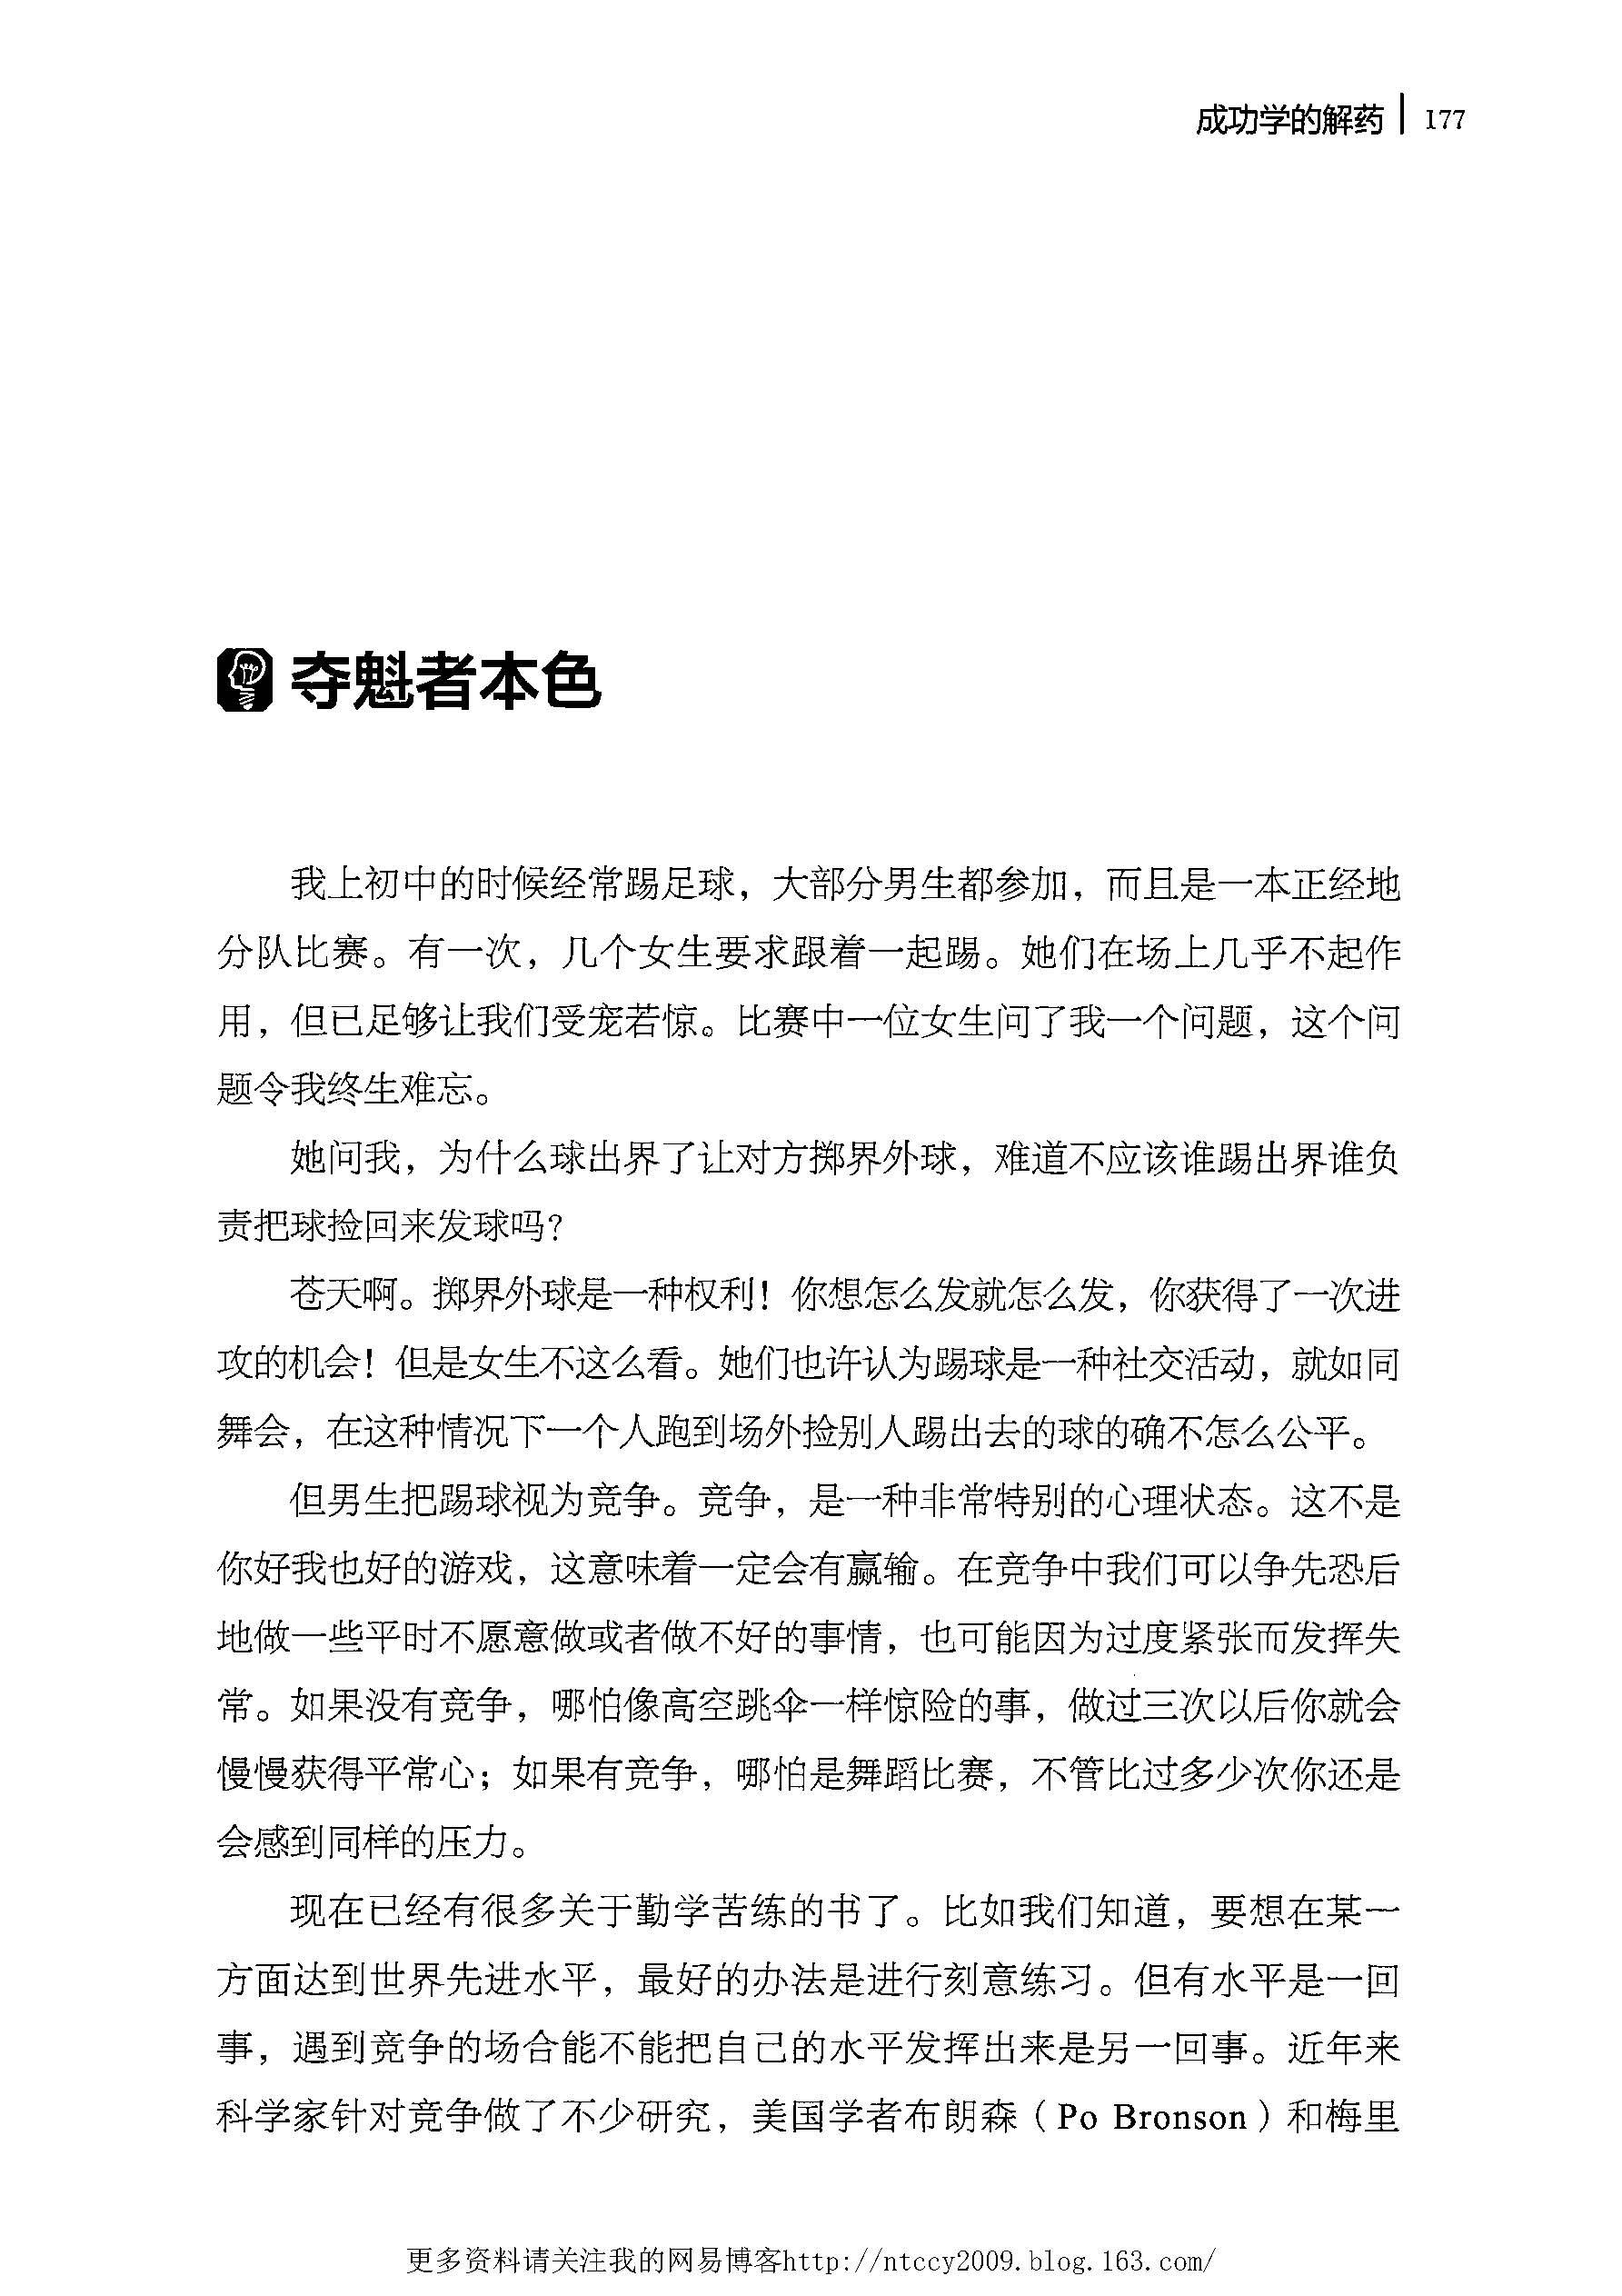 成功学的解药 | 177
夺魁者本色
我上初中的时候经常踢足球，大部分男生都参加，而且是一本正经地
分队比赛。有一次，几个女生要求跟着一起踢。她们在场上几乎不起作
用，但已足够让我们受宠若惊。比赛中一位女生问了我一个问题，这个问
题令我终生难忘。
她问我，为什么球出界了让对方掷界外球，难道不应该谁踢出界谁负
责把球捡回来发球吗？
苍天啊。掷界外球是一种权利！你想怎么发就怎么发，你获得了一次进
攻的机会！但是女生不这么看。她们也许认为踢球是一种社交活动，就如同
舞会，在这种情况下一个人跑到场外捡别人踢出去的球的确不怎么公平。
但男生把踢球视为竞争。竞争，是一种非常特别的心理状态。这不是
你好我也好的游戏，这意味着一定会有赢输。在竞争中我们可以争先恐后
地做一些平时不愿意做或者做不好的事情，也可能因为过度紧张而发挥失
常。如果没有竞争，哪怕像高空跳伞一样惊险的事，做过三次以后你就会
慢慢获得平常心；如果有竞争，哪怕是舞蹈比赛，不管比过多少次你还是
会感到同样的压力。
现在已经有很多关于勤学苦练的书了。比如我们知道，要想在某一
方面达到世界先进水平，最好的办法是进行刻意练习。但有水平是一回
事，遇到竞争的场合能不能把自己的水平发挥出来是另一回事。近年来
科学家针对竞争做了不少研究，美国学者布朗森（Po Bronson）和梅里
更多资料请关注我的网易博客http://ntccy2009.blog.163.com/